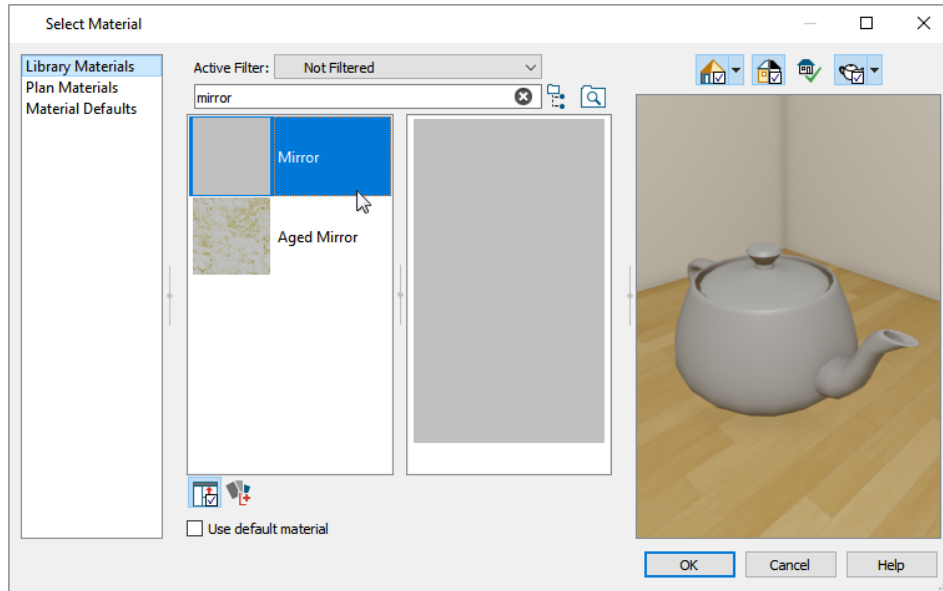 Select Material
Library Materials
Plan Materials
Material Defaults
Active Filter: Not Filtered
mirror
Mirror
Aged Mirror
Use default material
OK Cancel Help